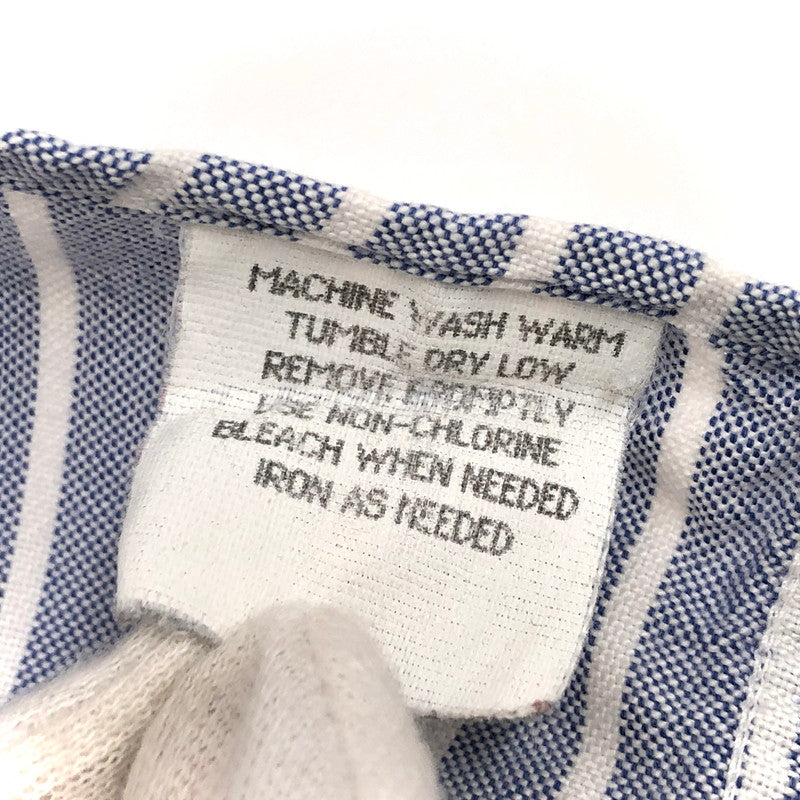 MACHINE WASH WARM
TUMBLE DRY LOW
REMOVE PROMPTLY
USE NON-CHLORINE
BLEACH WHEN NEEDED
IRON AS NEEDED